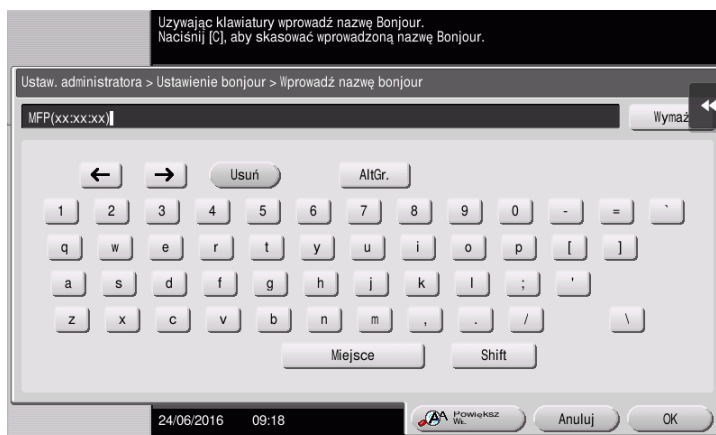 Używając klawiatury wprowadź nazwę Bonjour.
Naciśnij [C], aby skasować wprowadzoną nazwę Bonjour.
Ustaw. administratora > Ustawienie bonjour > Wprowadź nazwę bonjour
MFP(xx:xx:xx)
Wymaż
← → Usuń AltGr.
1 2 3 4 5 6 7 8 9 0 - = `
q w e r t y u i o p [ ]
a s d f g h j k l ; '
z x c v b n m , . / \
Miejsce Shift
24/06/2016 09:18 Powiększ Wł. Anuluj OK